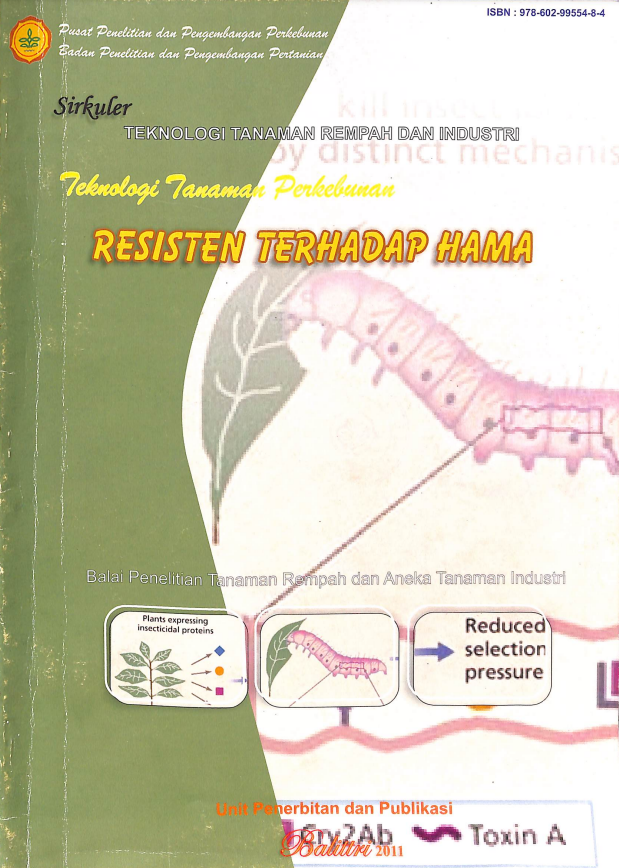 ISBN : 978-602-99554-8-4
Pusat Penelitian dan Pengembangan Perkebunan
Badan Penelitian dan Pengembangan Pertanian
Sirkuler
kill insec
TEKNOLOGI TANAMAN REMPAH DAN INDUSTRI
by distinct mechanis
Teknologi Tanaman Perkebunan
RESISTEN TERHADAP HAMA
Balai Penelitian Tanaman Rempah dan Aneka Tanaman Industri
Plants expressing
insecticidal proteins
Reduced
selection
pressure
Unit Penerbitan dan Publikasi
Cry2Ab
Toxin A
Balittri 2011